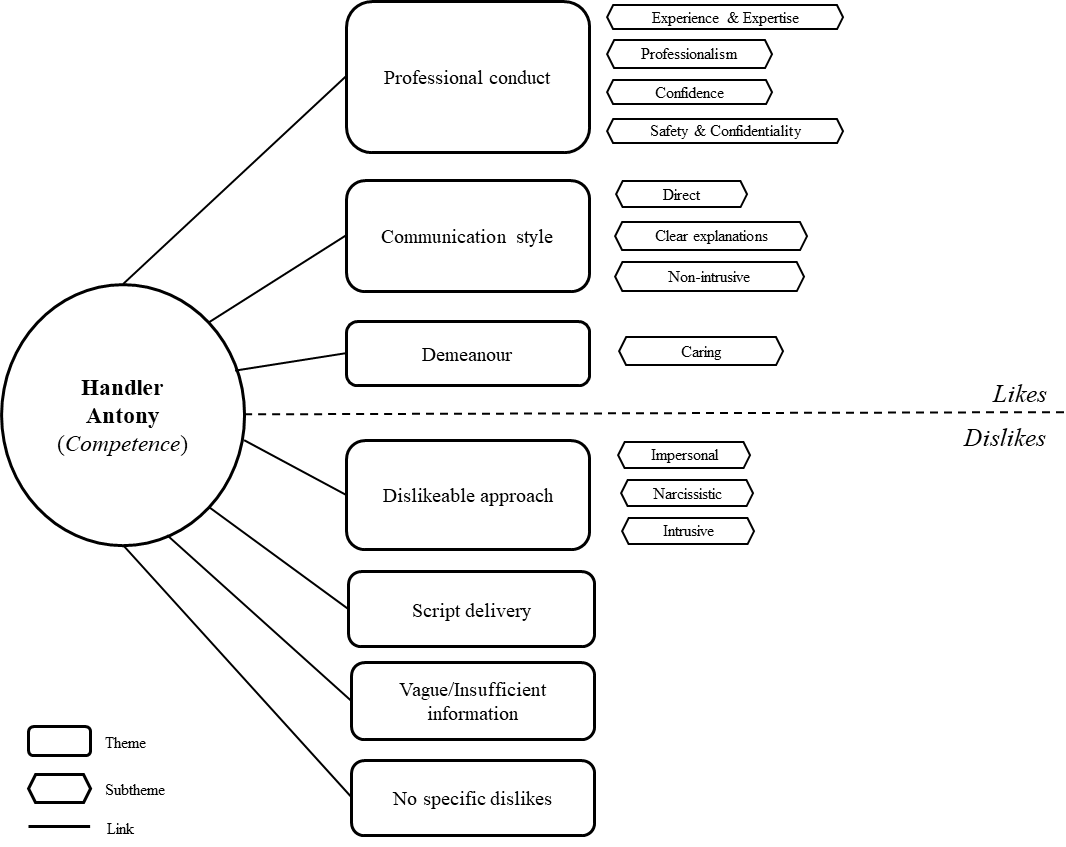 Experience & Expertise
Professional conduct
Professionalism
Confidence
Safety & Confidentiality
Communication style
Direct
Clear explanations
Non-intrusive
Demeanour
Caring
Handler
Antony
(Competence)
Likes
Dislikes
Dislikeable approach
Impersonal
Narcissistic
Intrusive
Script delivery
Vague/Insufficient
information
No specific dislikes
Theme
Subtheme
Link